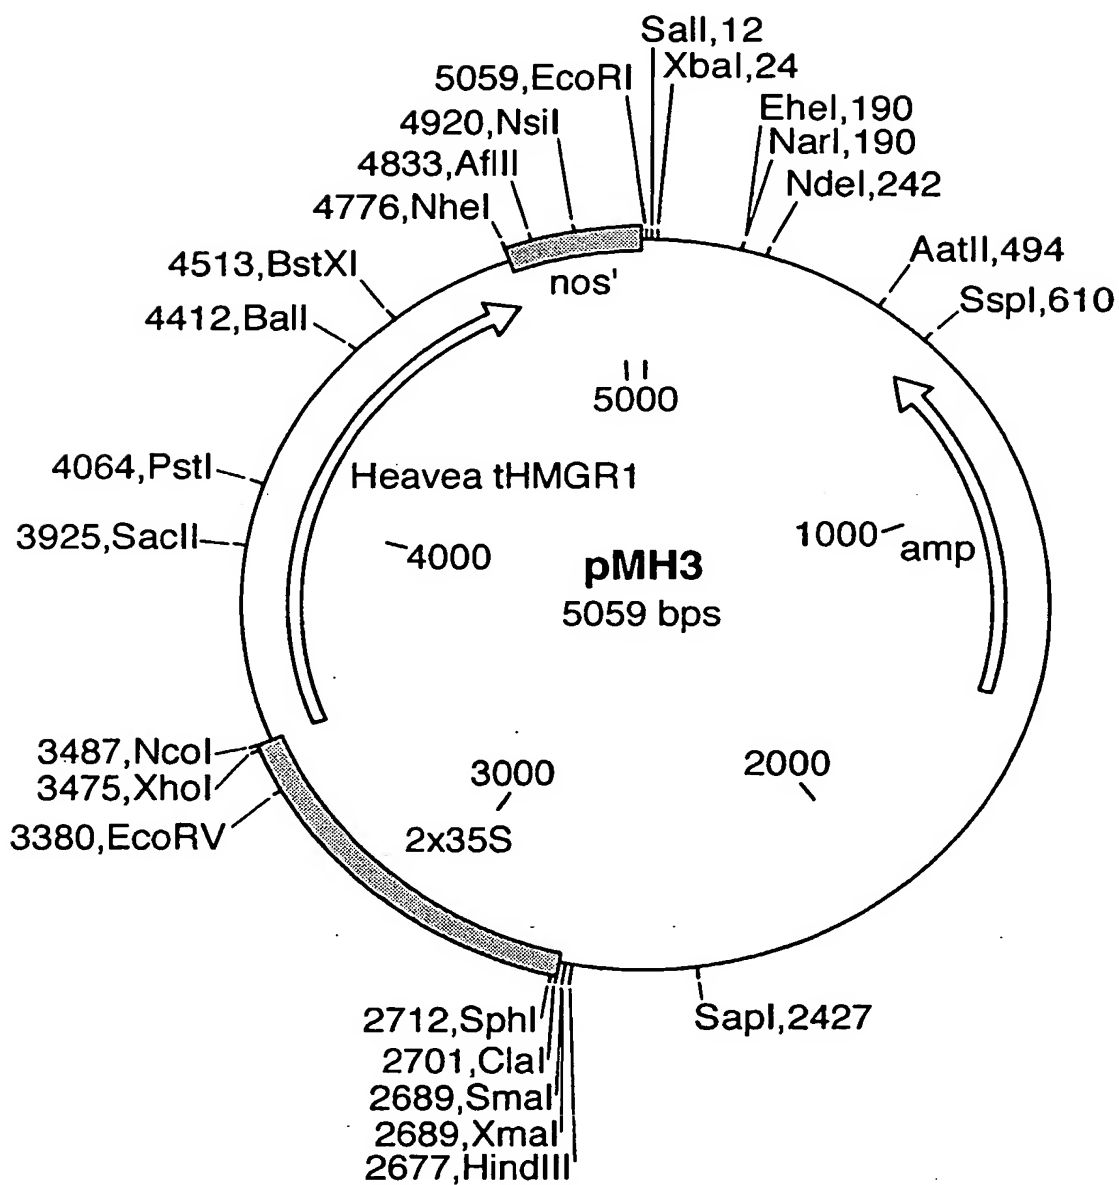 SalI,12
XbaI,24
5059,EcoRI
EheI,190
4920,NsiI
NarI,190
4833,AflII
NdeI,242
4776,NheI
AatII,494
4513,BstXI
SspI,610
4412,BalI
nos'
5000
4064,PstI
Heavea tHMGR1
3925,SacII
4000
1000
amp
pMH3
5059 bps
3487,NcoI
3475,XhoI
3380,EcoRV
3000
2000
2x35S
2712,SphI
SapI,2427
2701,ClaI
2689,SmaI
2689,XmaI
2677,HindIII